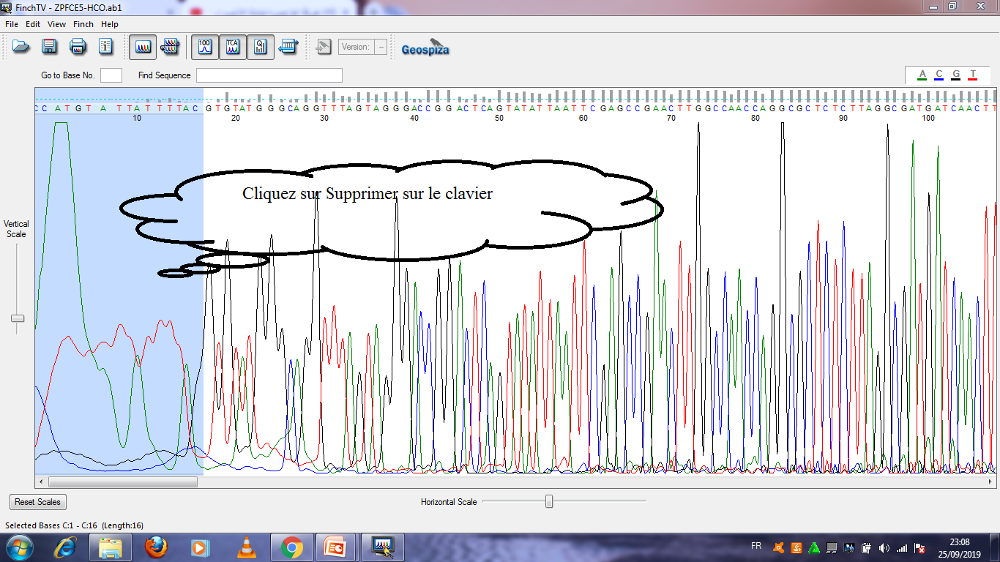 FinchTV - ZPFCE5-HCO.ab1
File Edit View Finch Help
100 TCA Version: -- Geospiza
Go to Base No. Find Sequence A C G T
C C A T G T A T T A T T T T A C G T G T A T G G G C A G G T T T A G T A G G G A C C G G A C T C A G T A T A T T A A T T C G A G C C G A A C T T G G C C A A C C A G G C G C T C T C T T A G G C G A T G A T C A A C T T
10 20 30 40 50 60 70 80 90 100
Cliquez sur Supprimer sur le clavier
Vertical
Scale
Reset Scales Horizontal Scale
Selected Bases C:1 - C:16 (Length:16)
FR 23:08
25/09/2019